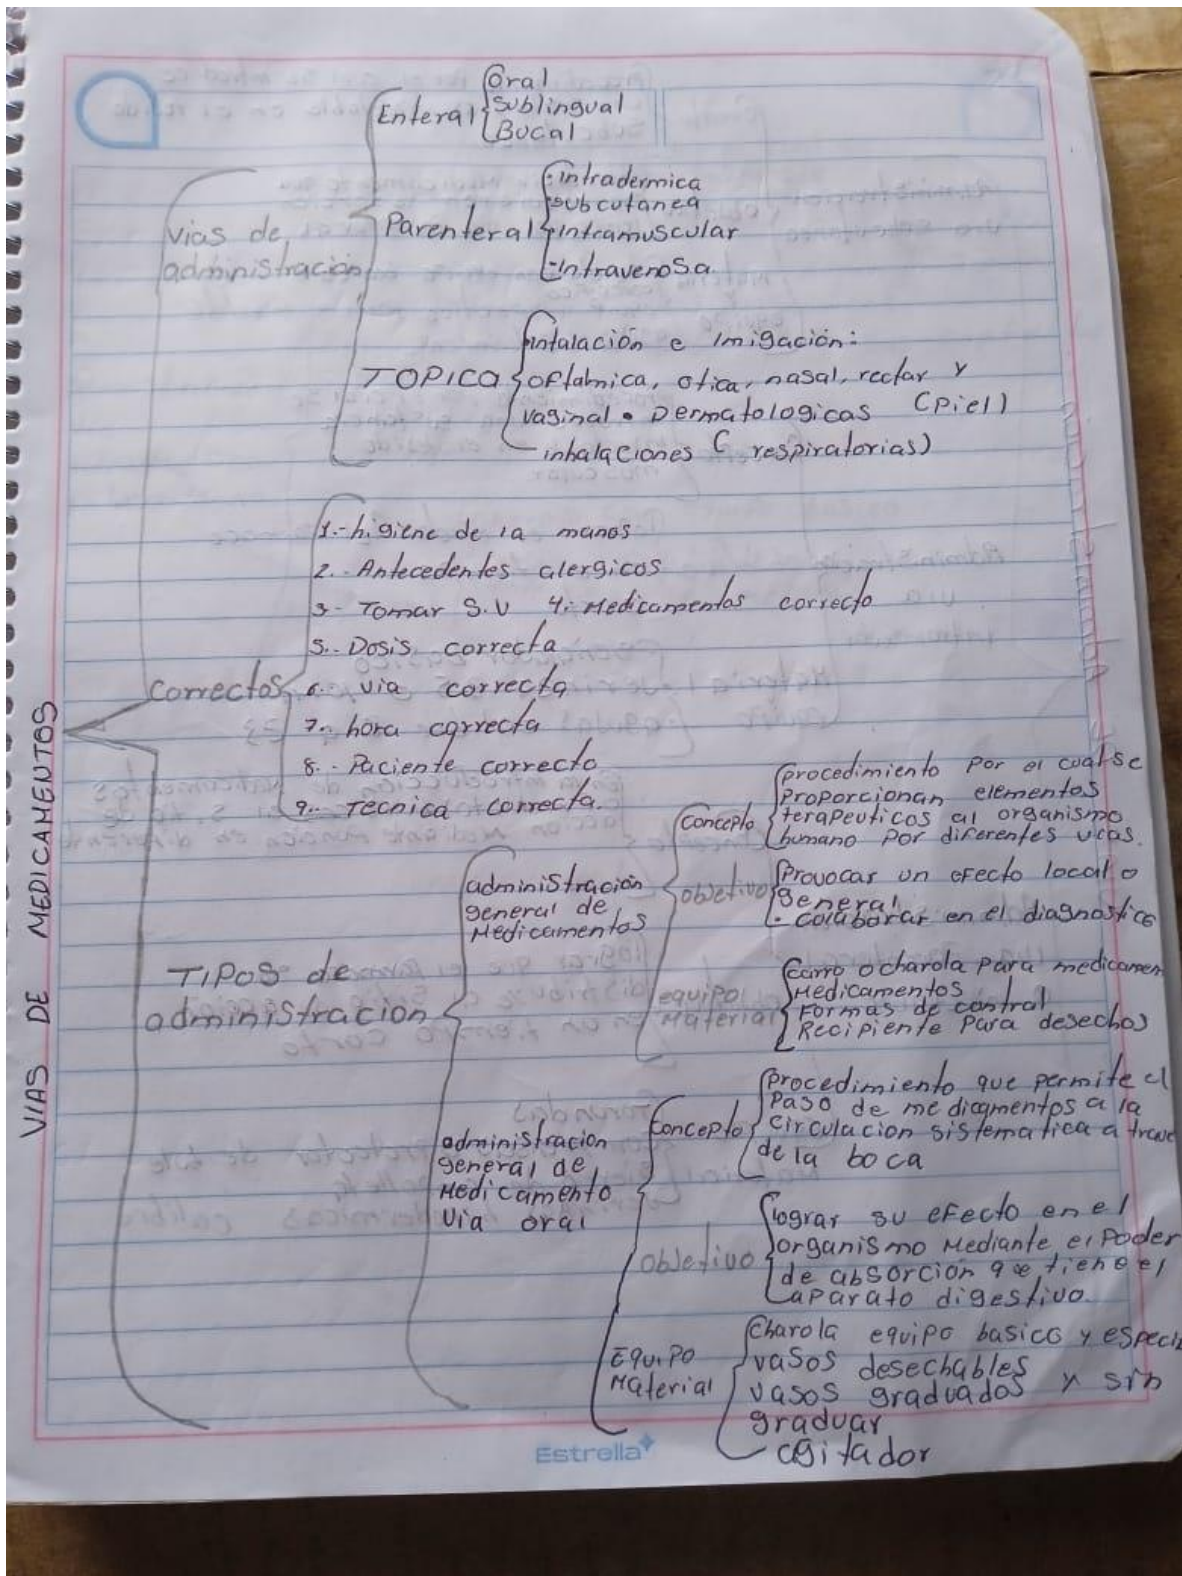 VIAS DE MEDICAMENTOS
vias de
administración
Enteral
Oral
Sublingual
Bucal
Parenteral
·intradermica
·subcutanea
·intramuscular
-intravenosa.
TOPICA
intalación e Imigación:
oftabnica, otica, nasal, rectar y
vaginal • Dermatologicas (Piel)
inhalaciones ( respiratorias)
Correctos
1.- higiene de la manos
2.- Antecedentes alergicos
3- Tomar S.V 4.- Medicamentos correcto
5.- Dosis correcta
6.- via correcta
7.- hora correcta
8.- Paciente correcto
9.- Tecnica correcta.
TIPOS de
administracion
administración
general de
Medicamentos
Concepto
procedimiento por el cual se
proporcionan elementos
terapeuticos al organismo
humano por diferentes vias.
Objetivo
Provocar un efecto local o
general
· colaborar en el diagnostico
equipo
Material
Carro o charola para medicamen
Medicamentos
Formas de control
Recipiente para desechos
administracion
general de
Medicamento
Via oral
Concepto
procedimiento que permite el
paso de medicamentos a la
circulacion sistematica a trave
de la boca
Objetivo
lograr su efecto en el
organismo Mediante el Poder
de absorción que tiene el
aparato digestivo.
Equipo
Material
Charola equipo basico y especi
vasos desechables
vasos graduados y sin
graduar
agitador
Estrella